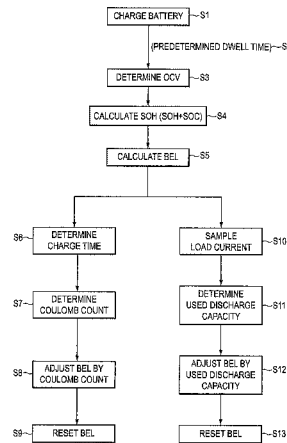 CHARGE BATTERY
S1
(PREDETERMINED DWELL TIME)
S
DETERMINE OCV
S3
CALCULATE SOH (SOH+SOC)
S4
CALCULATE BEL
S5
S6
DETERMINE
CHARGE TIME
SAMPLE
LOAD CURRENT
S10
S7
DETERMINE
COULOMB COUNT
DETERMINE
USED DISCHARGE
CAPACITY
S11
S8
ADJUST BEL BY
COULOMB COUNT
ADJUST BEL BY
USED DISCHARGE
CAPACITY
S12
S9
RESET BEL
RESET BEL
S13